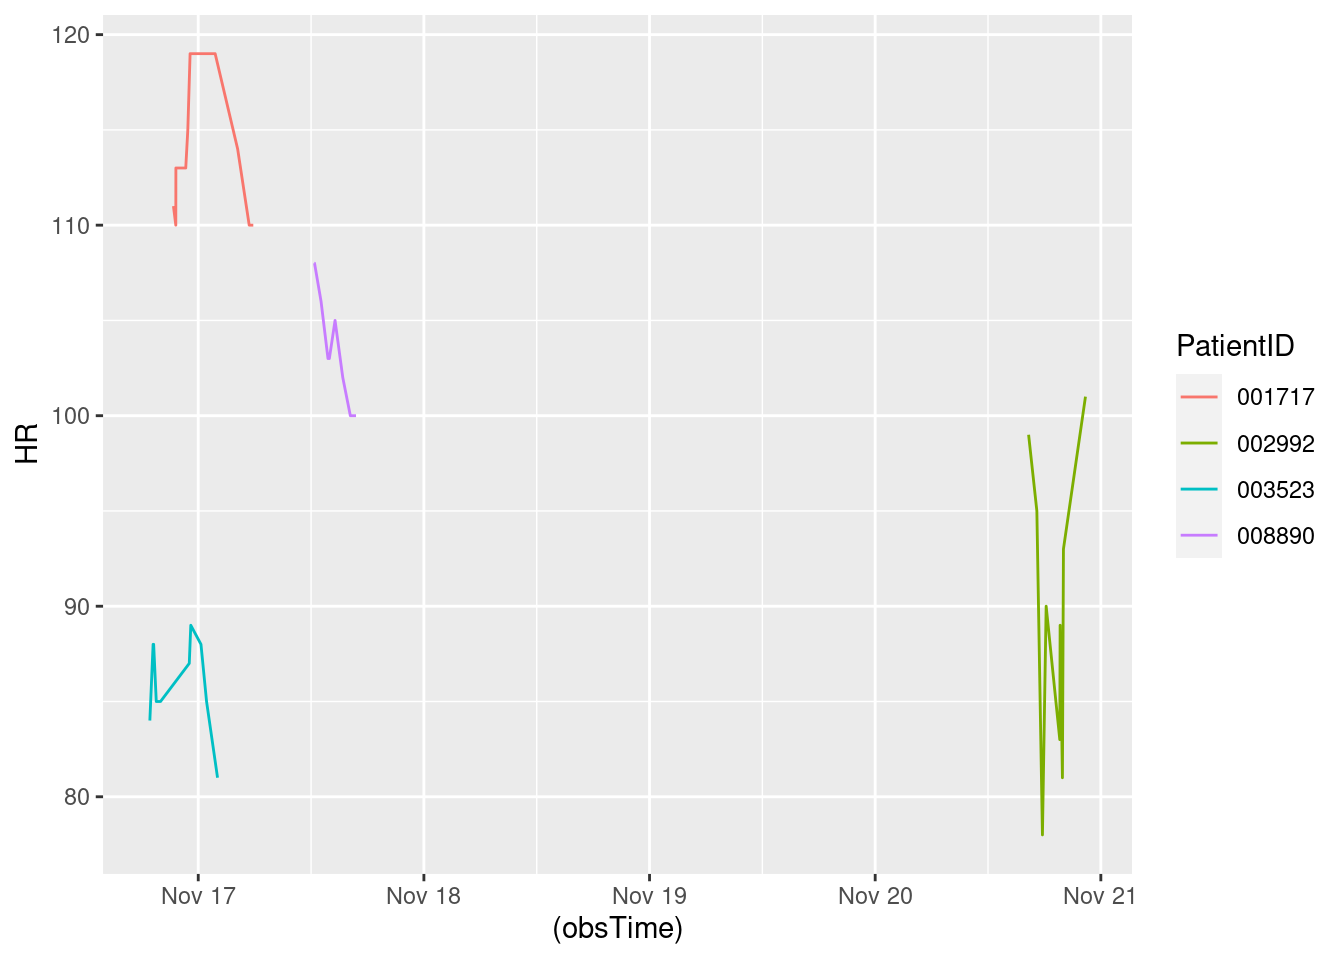 120
110
100
90
80
HR
Nov 17
Nov 18
Nov 19
Nov 20
Nov 21
(obsTime)
PatientID
001717
002992
003523
008890